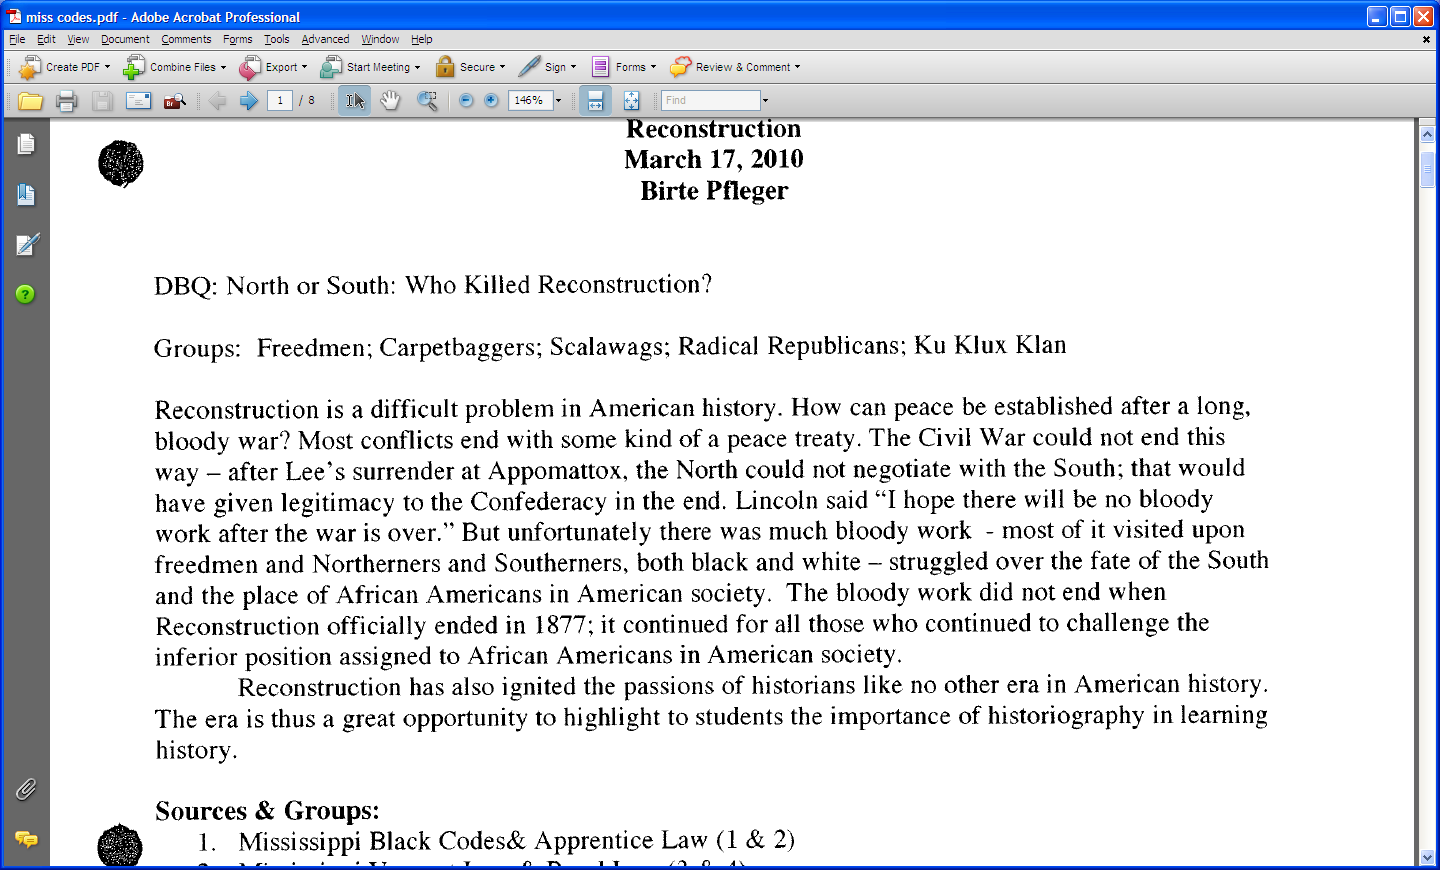 miss codes.pdf - Adobe Acrobat Professional
File Edit View Document Comments Forms Tools Advanced Window Help
Create PDF Combine Files Export Start Meeting Secure Sign Forms Review & Comment
1 / 8 146% Find
Reconstruction
March 17, 2010
Birte Pfleger
DBQ: North or South: Who Killed Reconstruction?
Groups: Freedmen; Carpetbaggers; Scalawags; Radical Republicans; Ku Klux Klan
Reconstruction is a difficult problem in American history. How can peace be established after a long,
bloody war? Most conflicts end with some kind of a peace treaty. The Civil War could not end this
way – after Lee's surrender at Appomattox, the North could not negotiate with the South; that would
have given legitimacy to the Confederacy in the end. Lincoln said “I hope there will be no bloody
work after the war is over.” But unfortunately there was much bloody work - most of it visited upon
freedmen and Northerners and Southerners, both black and white – struggled over the fate of the South
and the place of African Americans in American society. The bloody work did not end when
Reconstruction officially ended in 1877; it continued for all those who continued to challenge the
inferior position assigned to African Americans in American society.
Reconstruction has also ignited the passions of historians like no other era in American history.
The era is thus a great opportunity to highlight to students the importance of historiography in learning
history.
Sources & Groups:
1. Mississippi Black Codes& Apprentice Law (1 & 2)